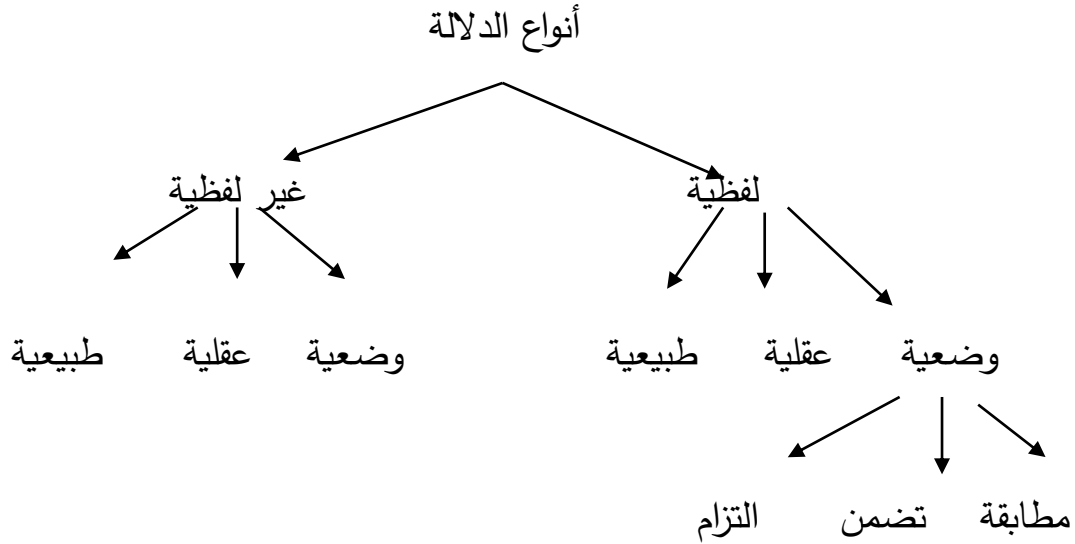 أنواع الدلالة
لفظية غير لفظية
وضعية عقلية طبيعية وضعية عقلية طبيعية
مطابقة تضمن التزام